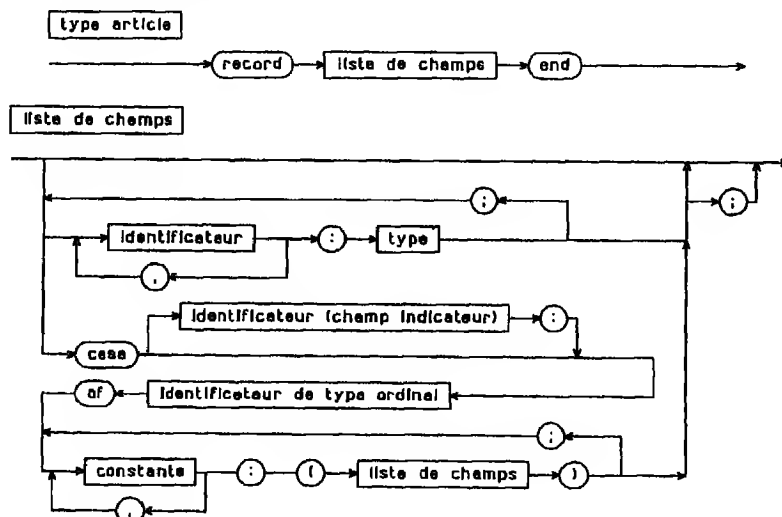 type article
record liste de champs end
liste de champs
;
;
identificateur : type
,
identificateur (champ indicateur) :
case
of identificateur de type ordinal
;
constante : ( liste de champs )
,